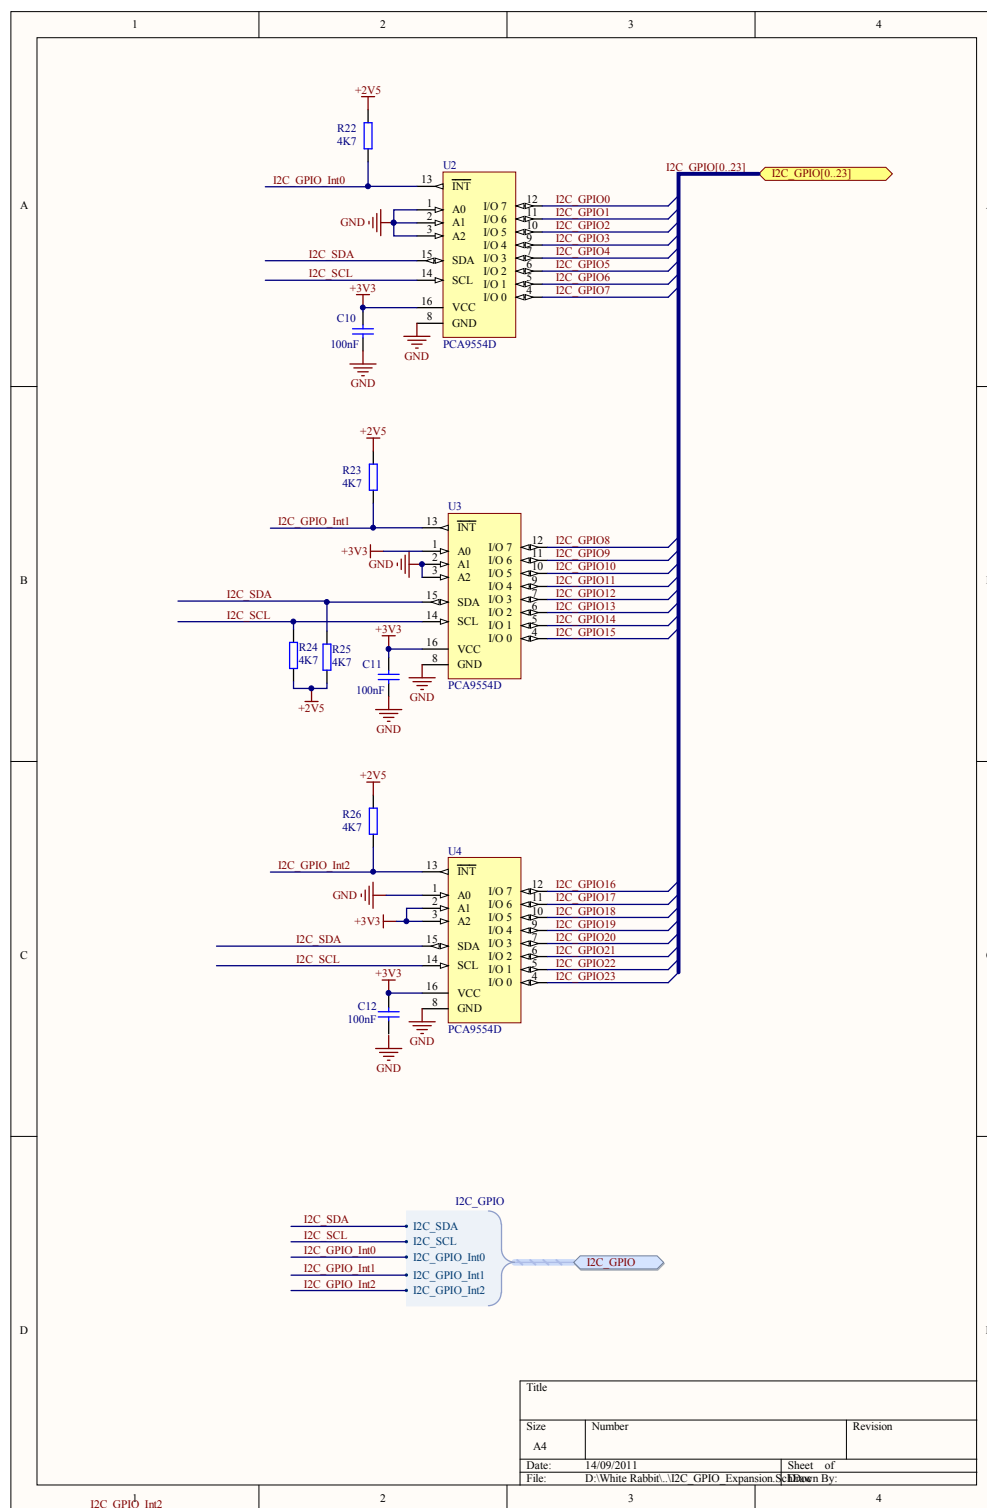 1 2 3 4
+2V5
R22
4K7
U2
I2C_GPIO_Int0 13 INT
I2C_GPIO[0..23] I2C_GPIO[0..23]
A
1 A0 I/O 7 12 I2C_GPIO0
GND 2 A1 I/O 6 11 I2C_GPIO1
3 A2 I/O 5 10 I2C_GPIO2
I/O 4 9 I2C_GPIO3
I2C_SDA 15 SDA I/O 3 7 I2C_GPIO4
I/O 2 6 I2C_GPIO5
I2C_SCL 14 SCL I/O 1 5 I2C_GPIO6
+3V3 I/O 0 4 I2C_GPIO7
16 VCC
C10 8 GND
100nF
GND PCA9554D
GND
+2V5
R23
4K7
U3
I2C_GPIO_Int1 13 INT
+3V3 1 A0 I/O 7 12 I2C_GPIO8
GND 2 A1 I/O 6 11 I2C_GPIO9
3 A2 I/O 5 10 I2C_GPIO10
B
I/O 4 9 I2C_GPIO11
I2C_SDA 15 SDA I/O 3 7 I2C_GPIO12
I/O 2 6 I2C_GPIO13
I2C_SCL 14 SCL I/O 1 5 I2C_GPIO14
+3V3 I/O 0 4 I2C_GPIO15
R24 R25 16 VCC
4K7 4K7 C11 8 GND
100nF
GND PCA9554D
+2V5
GND
+2V5
R26
4K7
U4
I2C_GPIO_Int2 13 INT
GND 1 A0 I/O 7 12 I2C_GPIO16
2 A1 I/O 6 11 I2C_GPIO17
+3V3 3 A2 I/O 5 10 I2C_GPIO18
I/O 4 9 I2C_GPIO19
I2C_SDA 15 SDA I/O 3 7 I2C_GPIO20
I/O 2 6 I2C_GPIO21
C
I2C_SCL 14 SCL I/O 1 5 I2C_GPIO22
+3V3 I/O 0 4 I2C_GPIO23
16 VCC
C12 8 GND
100nF
GND PCA9554D
GND
I2C_GPIO
I2C_SDA I2C_SDA
I2C_SCL I2C_SCL
I2C_GPIO_Int0 I2C_GPIO_Int0
I2C_GPIO
I2C_GPIO_Int1 I2C_GPIO_Int1
I2C_GPIO_Int2 I2C_GPIO_Int2
D
Title
Size Number Revision
A4
Date: 14/09/2011 Sheet of
File: D:\White Rabbit\..\I2C_GPIO_Expansion.SchDoc Drawn By:
1 2 3 4
I2C_GPIO_Int2